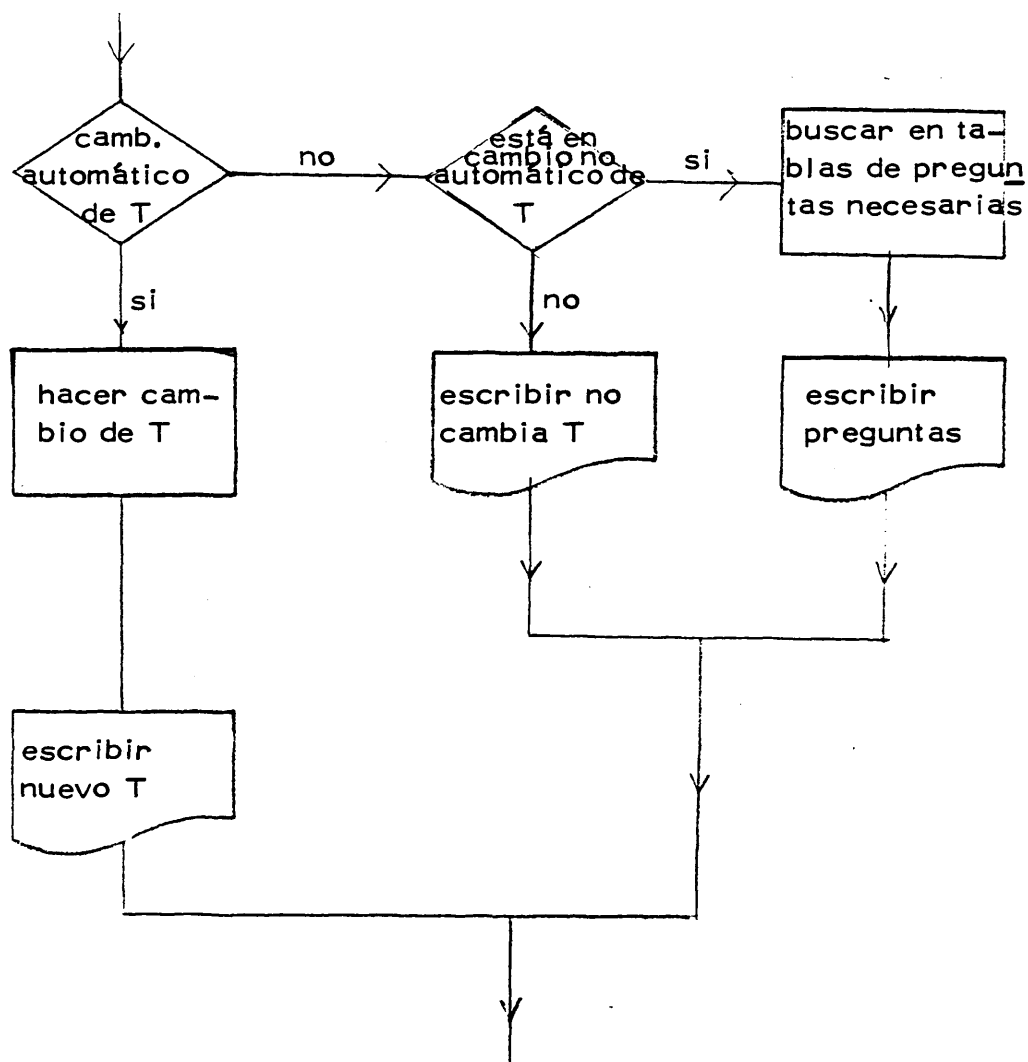 camb.
automático
de T
no
está en
cambio no
automático de
T
si
buscar en ta-
blas de pregun
tas necesarias
si
no
hacer cam-
bio de T
escribir no
cambia T
escribir
preguntas
escribir
nuevo T